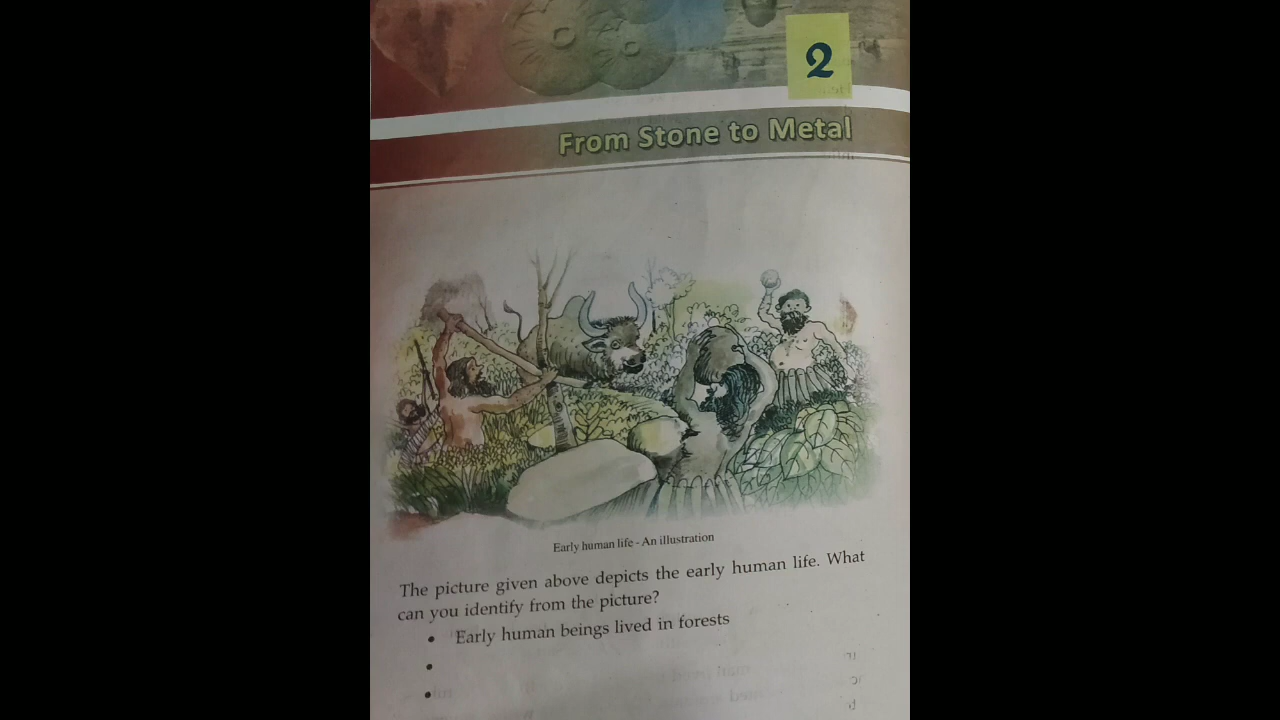 2
From Stone to Metal
Early human life - An illustration
The picture given above depicts the early human life. What
can you identify from the picture?
• Early human beings lived in forests
•
•